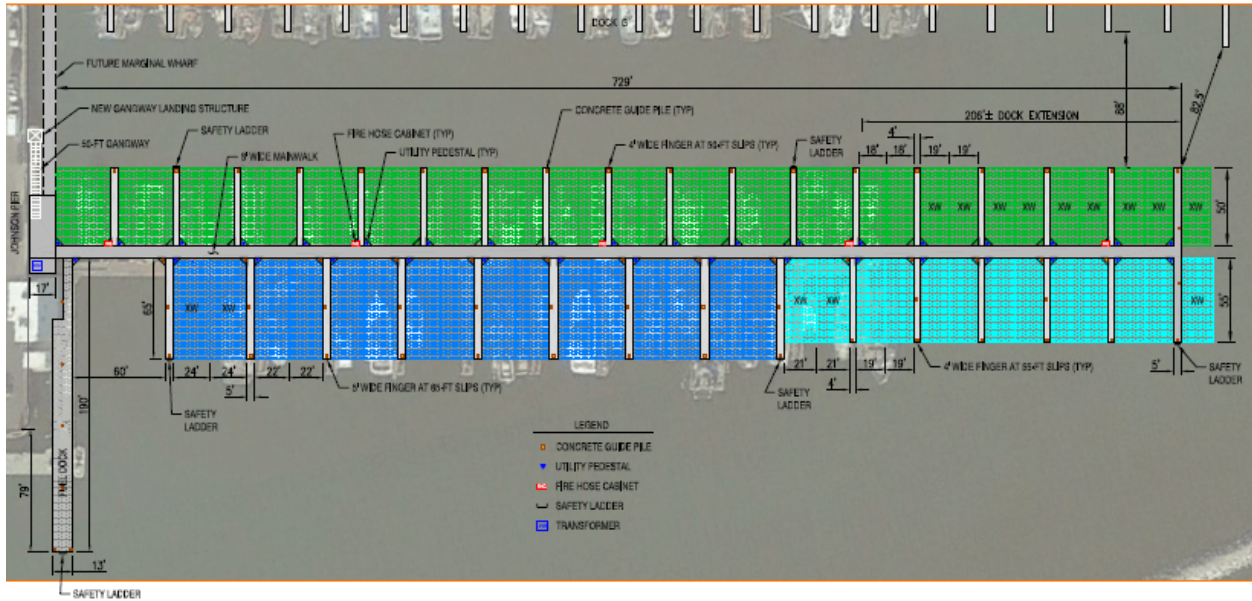 DOCK G
FUTURE MARGINAL WHARF
729'
NEW GANGWAY LANDING STRUCTURE
CONCRETE GUIDE PILE (TYP)
88'
82.5'
SAFETY LADDER
FIRE HOSE CABINET (TYP)
206'± DOCK EXTENSION
GANGWAY
UTILITY PEDESTAL (TYP)
4' WIDE FINGER AT 50-FT SLIPS (TYP)
SAFETY
LADDER
4'
WIDE MAINWALK
18'
18'
19'
19'
JOHNSON PIER
XW
XW
XW
XW
XW
XW
XW
XW
XW
50'
17'
65'
XW
XW
XW
XW
XW
55'
60'
24'
24'
22'
22'
5'
5' WIDE FINGER AT 65-FT SLIPS (TYP)
21'
21'
19'
19'
4'
4' WIDE FINGER AT 55-FT SLIPS (TYP)
5'
SAFETY
LADDER
SAFETY
LADDER
SAFETY
LADDER
190'
79'
FUEL DOCK
13'
SAFETY LADDER
LEGEND
CONCRETE GUIDE PILE
UTILITY PEDESTAL
FIRE HOSE CABINET
SAFETY LADDER
TRANSFORMER